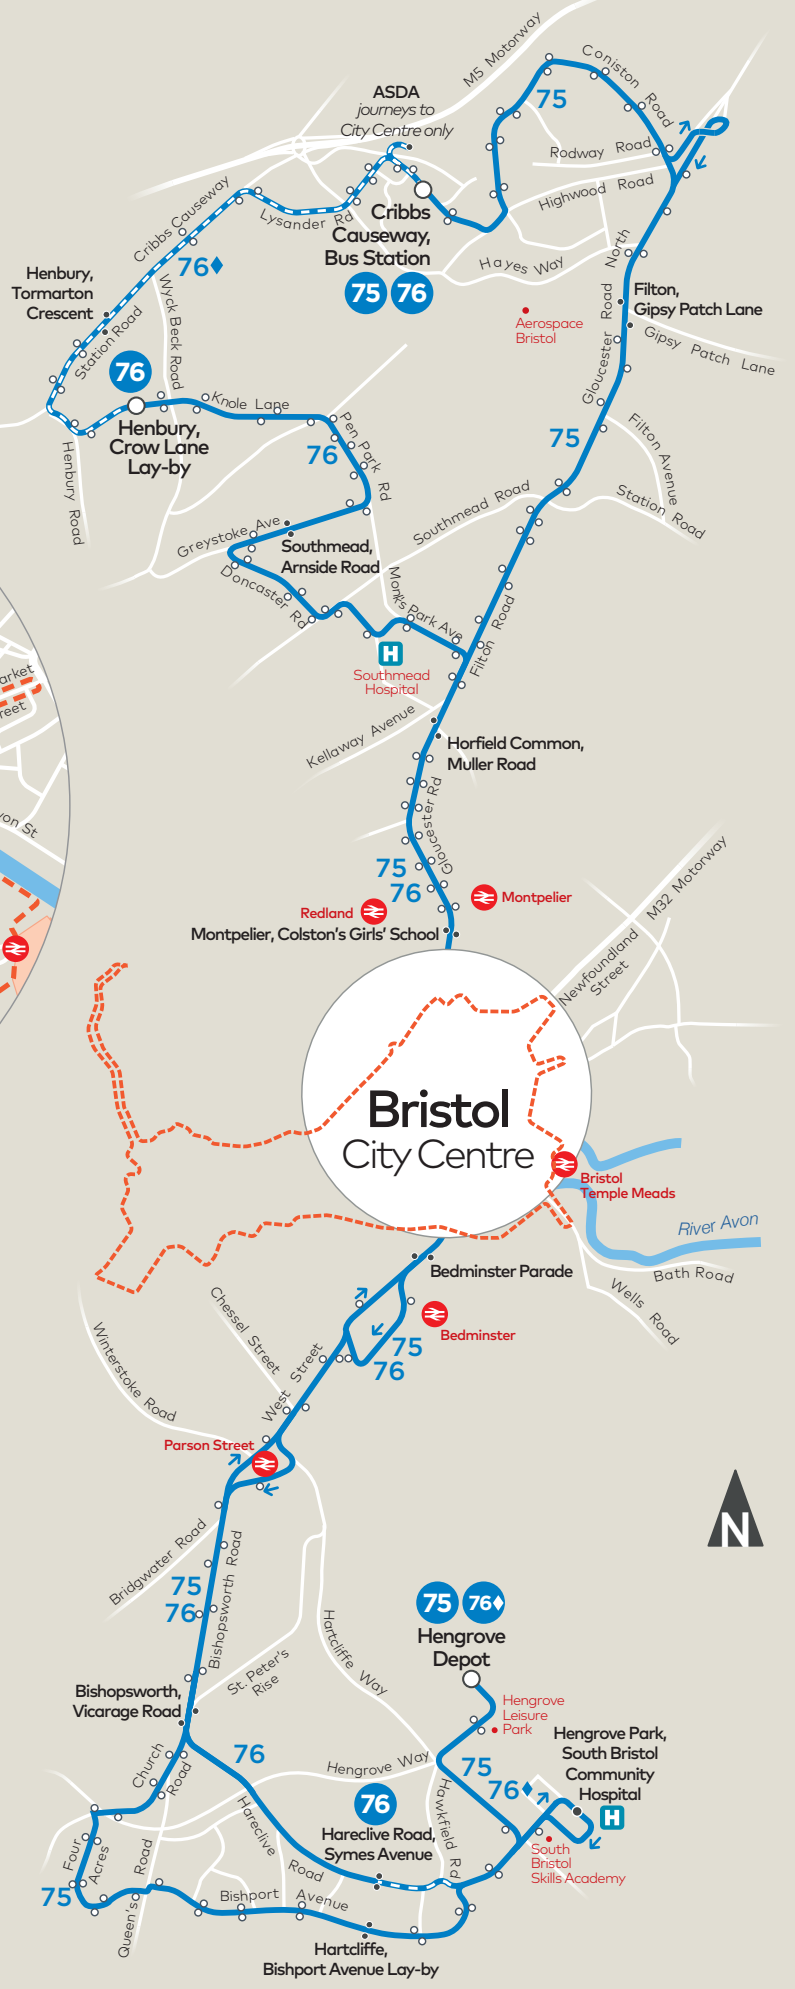 M5 Motorway
Coniston Road
ASDA
journeys to
City Centre only
75
Rodway Road
Highwood Road
Cribbs Causeway
Lysander Rd
Cribbs
Causeway,
Bus Station
75 76
Hayes Way
North
76
Henbury,
Tormarton
Crescent
Wyck Beck Road
Station Road
Filton,
Gipsy Patch Lane
Aerospace
Bristol
Gipsy Patch Lane
Gloucester Road
76
Henbury,
Crow Lane
Lay-by
Knole Lane
Pen Park Rd
76
75
Filton Avenue
Henbury Road
Southmead Road
Station Road
Greystoke Ave
Southmead,
Arnside Road
Doncaster Rd
Monks Park Ave
H
Southmead
Hospital
Filton Road
arket
reet
Kellaway Avenue
Horfield Common,
Muller Road
Gloucester Rd
von St
75
76
Redland
Montpelier
Montpelier, Colston's Girls' School
M32 Motorway
Newfoundland
Street
Bristol
City Centre
Bristol
Temple Meads
River Avon
Bath Road
Wells Road
Bedminster Parade
Bedminster
75
76
Chessel Street
West Street
Winterstoke Road
Parson Street
N
Bridgwater Road
Bishopsworth Road
75
76
75 76
Hengrove
Depot
Hartcliffe Way
St. Peter's
Rise
Hengrove
Leisure
Park
Bishopsworth,
Vicarage Road
Hengrove Park,
South Bristol
Community
Hospital
H
Church
Road
76
Hengrove Way
75
76
76
Hareclive Road,
Symes Avenue
Hareclive Road
Hawkfield Rd
South
Bristol
Skills Academy
Four
Acres
75
Queen's Road
Bishport Avenue
Hartcliffe,
Bishport Avenue Lay-by